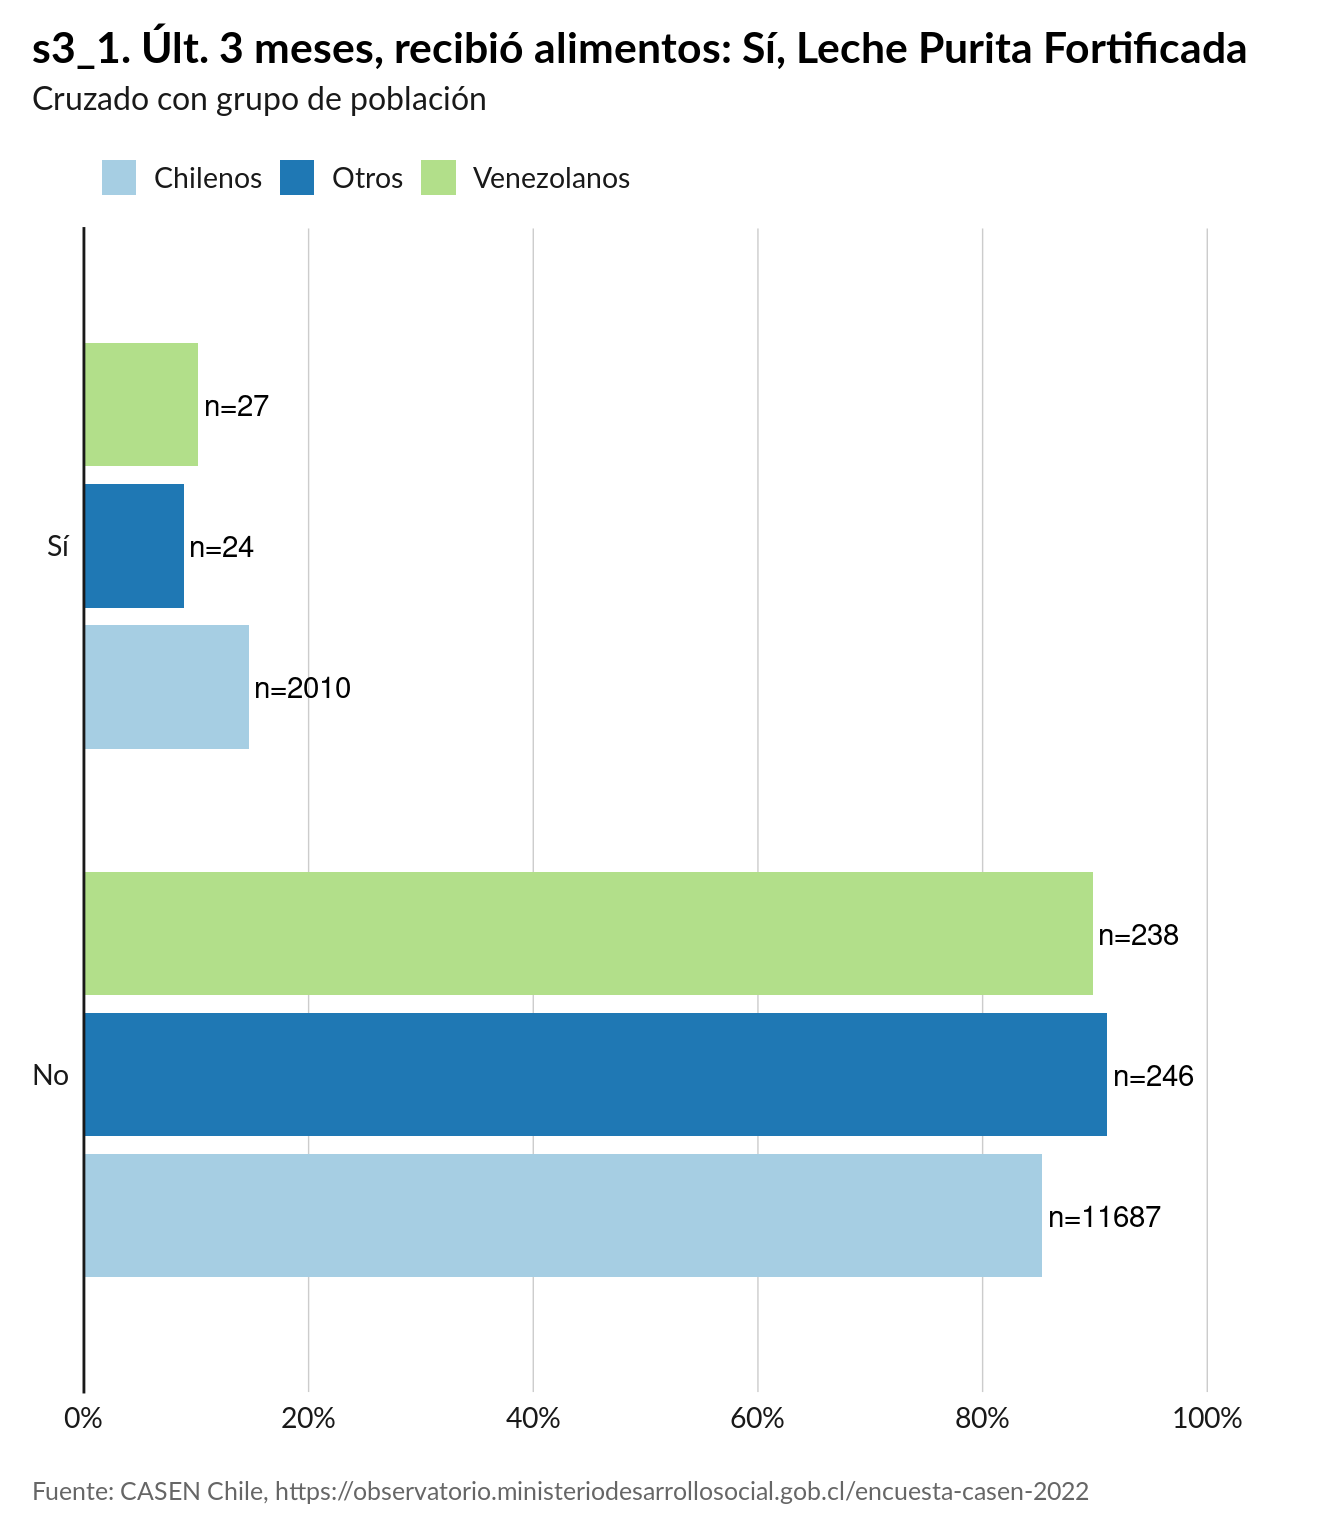 s3_1. Últ. 3 meses, recibió alimentos: Sí, Leche Purita Fortificada
Cruzado con grupo de población
Chilenos Otros Venezolanos
n=27
Sí
n=24
n=2010
n=238
No
n=246
n=11687
0% 20% 40% 60% 80% 100%
Fuente: CASEN Chile, https://observatorio.ministeriodesarrollosocial.gob.cl/encuesta-casen-2022